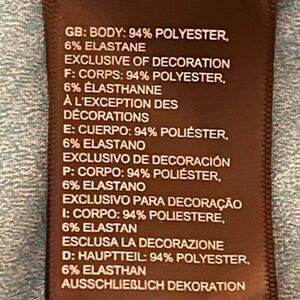 GB: BODY: 94% POLYESTER,
6% ELASTANE
EXCLUSIVE OF DECORATION
F: CORPS: 94% POLYESTER,
6% ÉLASTHANNE
À L'EXCEPTION DES
DÉCORATIONS
E: CUERPO: 94% POLIÉSTER,
6% ELASTANO
EXCLUSIVO DE DECORACIÓN
P: CORPO: 94% POLIÉSTER,
6% ELASTANO
EXCLUSIVO PARA DECORAÇÃO
I: CORPO: 94% POLIESTERE,
6% ELASTAN
ESCLUSA LA DECORAZIONE
D: HAUPTTEIL: 94% POLYESTER,
6% ELASTHAN
AUSSCHLIEẞLICH DEKORATION